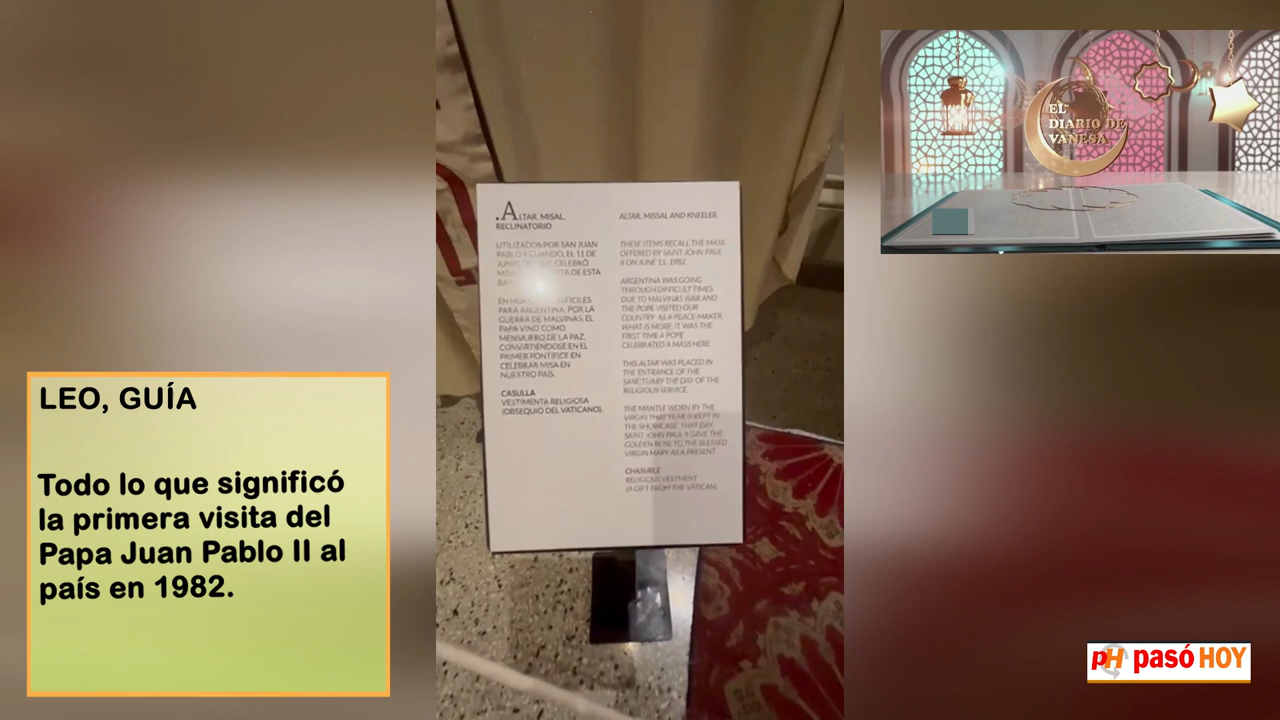 EL
DIARIO DE
VANESA
LEO, GUÍA
Todo lo que significó
la primera visita del
Papa Juan Pablo II al
país en 1982.
ALTAR, MISAL,
RECLINATORIO
UTILIZADOS POR SAN JUAN
PABLO II CUANDO, EL 11 DE
CELEBRÓ
DE ESTA
DIFÍCILES
PARA ARGENTINA, POR LA
GUERRA DE MALVINAS, EL
PAPA VINO COMO
MENSAJERO DE LA PAZ,
CONVIRTIÉNDOSE EN EL
PRIMER PONTÍFICE EN
CELEBRAR MISA EN
NUESTRO PAÍS.
CASULLA
VESTIMENTA RELIGIOSA
(OBSEQUIO DEL VATICANO).
ALTAR, MISSAL AND KNEELER.
THESE ITEMS RECALL THE MASS
OFFERED BY SAINT JOHN PAUL
II ON JUNE 11, 1982.
ARGENTINA WAS GOING
THROUGH DIFFICULT TIMES
DUE TO MALVINAS WAR AND
THE POPE VISITED OUR
COUNTRY AS A PEACE-MAKER.
WHAT IS MORE, IT WAS THE
FIRST TIME A POPE
CELEBRATED A MASS HERE.
THIS ALTAR WAS PLACED IN
THE ENTRANCE OF THE
SANCTUARY THE DAY OF THE
RELIGIOUS SERVICE.
THE MANTLE WORN BY THE
VIRGIN THAT YEAR IS KEPT IN
THE SHOWCASE. THAT DAY,
SAINT JOHN PAUL II GAVE THE
GOLDEN ROSE TO THE BLESSED
VIRGIN MARY AS A PRESENT.
CHASUBLE
RELIGIOUS VESTMENT
(A GIFT FROM THE VATICAN).
pH pasó HOY